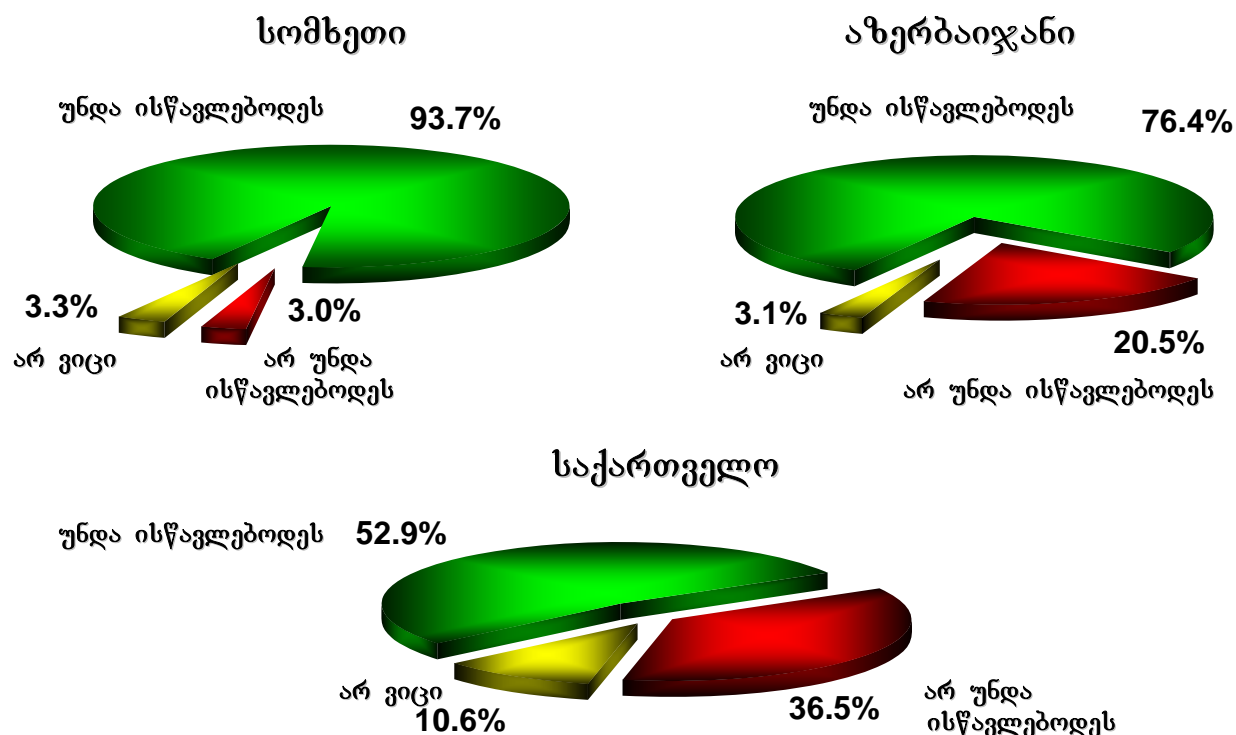 სომხეთი
უნდა ისწავლებოდეს
93.7%
3.3%
არ ვიცი
3.0%
არ უნდა
ისწავლებოდეს
აზერბაიჯანი
უნდა ისწავლებოდეს
76.4%
3.1%
არ ვიცი
20.5%
არ უნდა ისწავლებოდეს
საქართველო
უნდა ისწავლებოდეს
52.9%
არ ვიცი
10.6%
36.5%
არ უნდა
ისწავლებოდეს